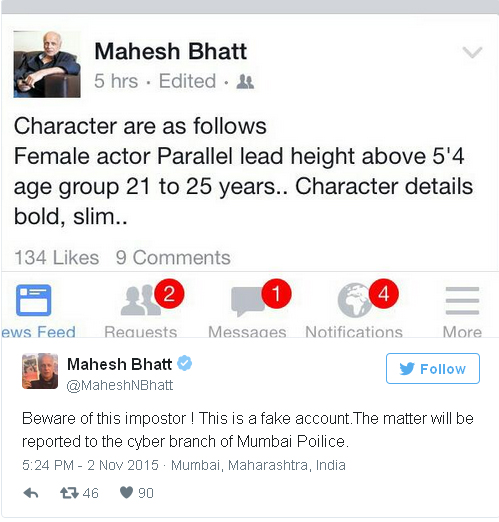 Mahesh Bhatt
5 hrs · Edited ·
Character are as follows
Female actor Parallel lead height above 5'4
age group 21 to 25 years.. Character details
bold, slim..
134 Likes 9 Comments
2 1 4
ews Feed Requests Messages Notifications More
Mahesh Bhatt
@MaheshNBhatt
Follow
Beware of this impostor ! This is a fake account.The matter will be
reported to the cyber branch of Mumbai Poilice.
5:24 PM - 2 Nov 2015 · Mumbai, Maharashtra, India
46 90